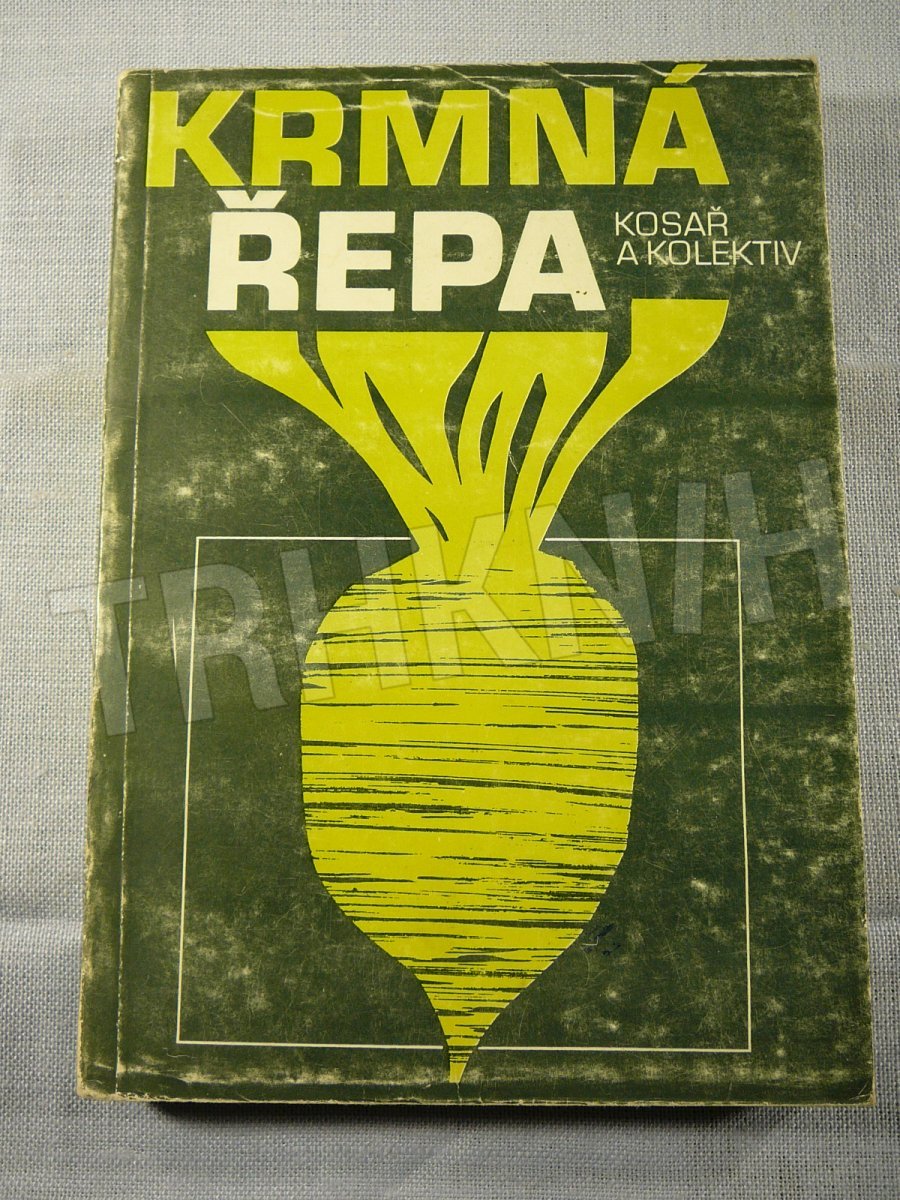 KRMNÁ
ŘEPA
KOSAŘ
A KOLEKTIV
TRHKNIH